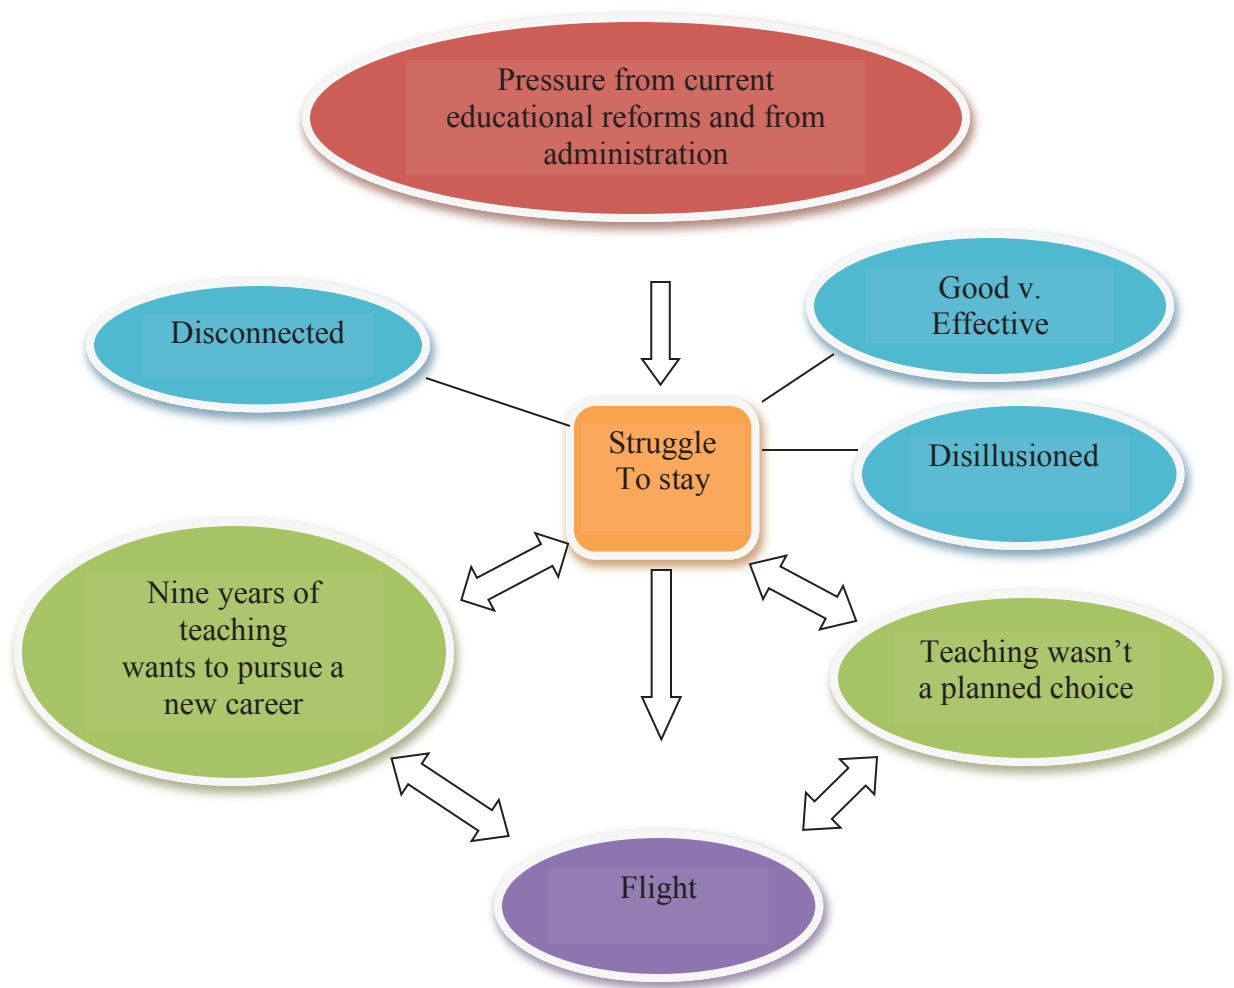 Pressure from current
educational reforms and from
administration
Disconnected
Good v.
Effective
Struggle
To stay
Disillusioned
Nine years of
teaching
wants to pursue a
new career
Teaching wasn’t
a planned choice
Flight